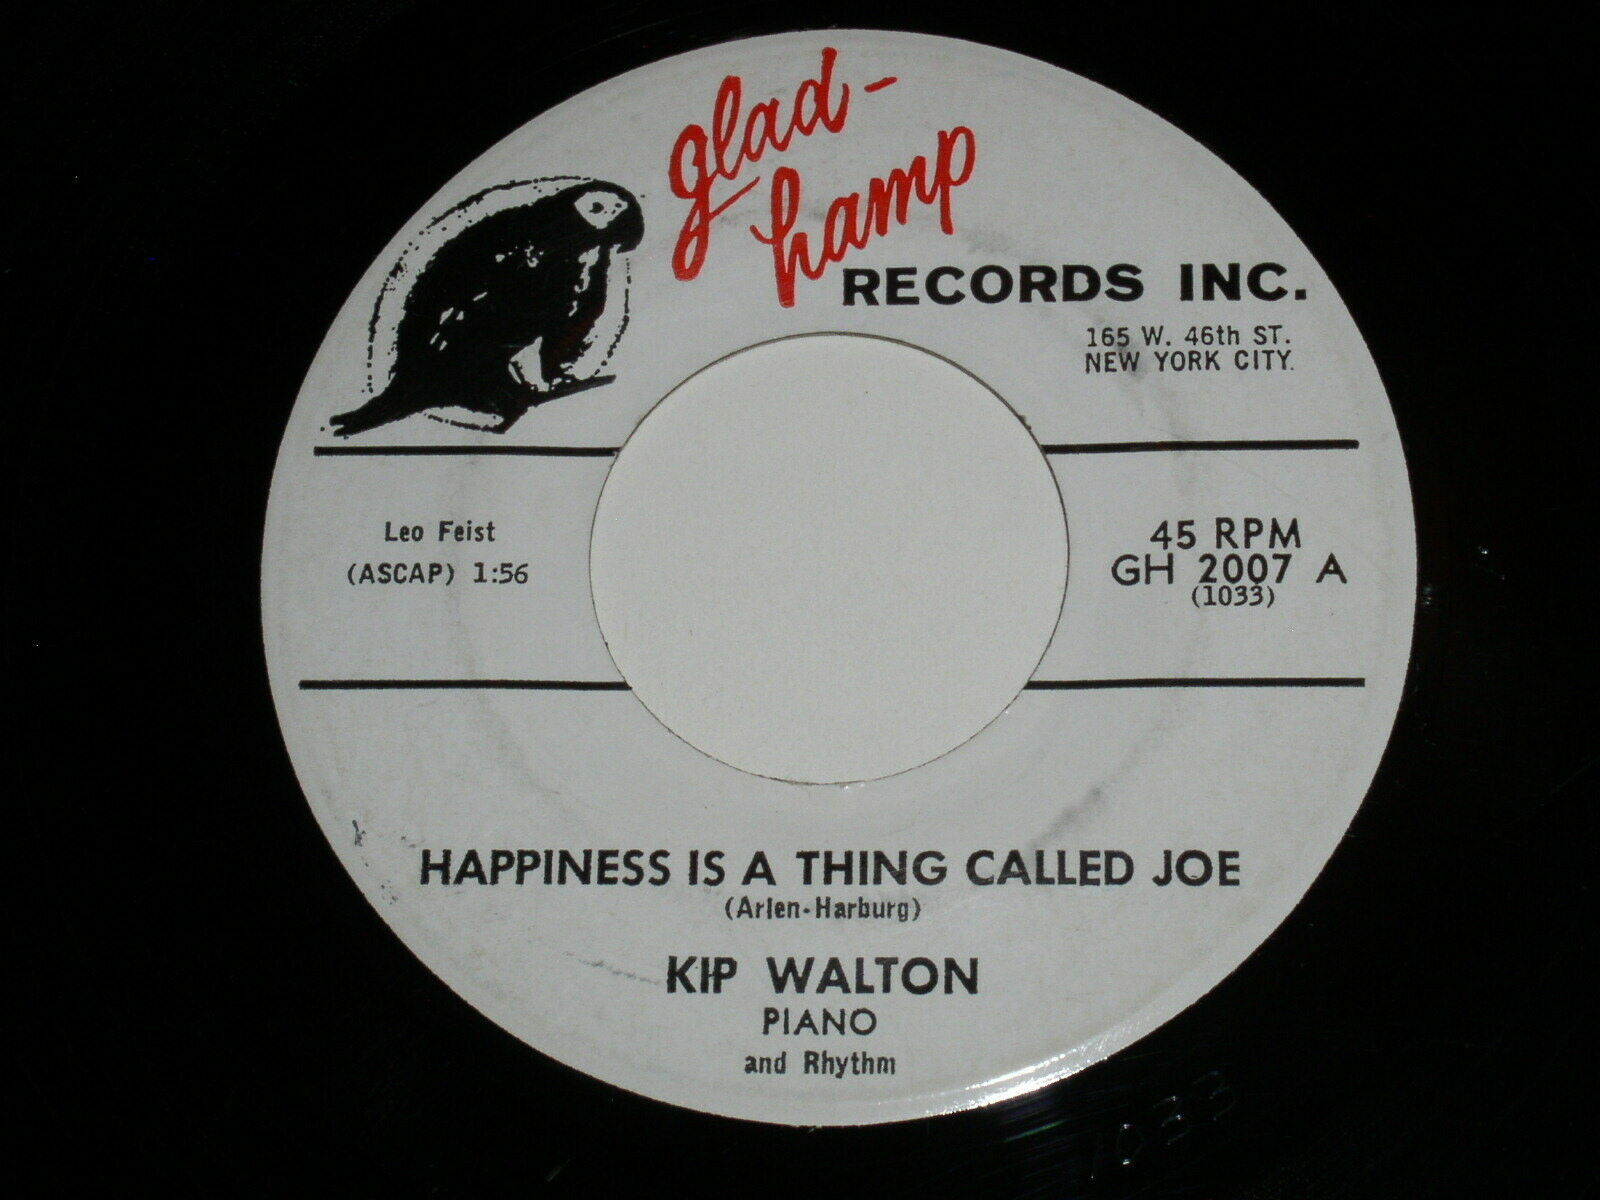 glad-
hamp
RECORDS INC.
165 W. 46th ST.
NEW YORK CITY.
Leo Feist
(ASCAP) 1:56
45 RPM
GH 2007 A
(1033)
HAPPINESS IS A THING CALLED JOE
(Arlen-Harburg)
KIP WALTON
PIANO
and Rhythm
1033